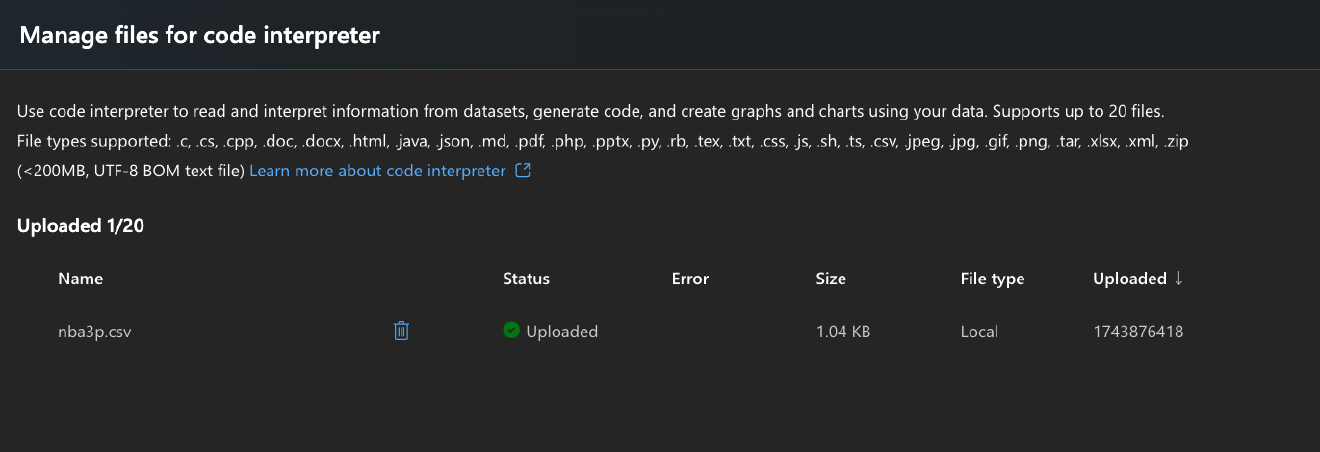 Manage files for code interpreter
Use code interpreter to read and interpret information from datasets, generate code, and create graphs and charts using your data. Supports up to 20 files.
File types supported: .c, .cs, .cpp, .doc, .docx, .html, .java, .json, .md, .pdf, .php, .pptx, .py, .rb, .tex, .txt, .css, .js, .sh, .ts, .csv, .jpeg, .jpg, .gif, .png, .tar, .xlsx, .xml, .zip
(<200MB, UTF-8 BOM text file) Learn more about code interpreter
Uploaded 1/20
Name Status Error Size File type Uploaded ↓
nba3p.csv Uploaded 1.04 KB Local 1743876418